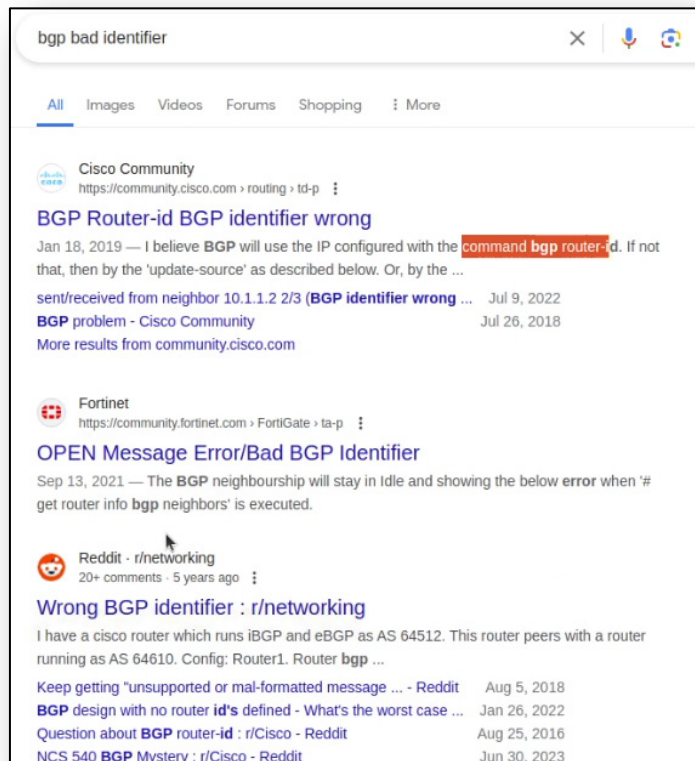 bgp bad identifier
All Images Videos Forums Shopping ⋮ More
Cisco Community
https://community.cisco.com › routing › td-p ⋮
BGP Router-id BGP identifier wrong
Jan 18, 2019 — I believe BGP will use the IP configured with the command bgp router-id. If not
that, then by the 'update-source' as described below. Or, by the ...
sent/received from neighbor 10.1.1.2 2/3 (BGP identifier wrong ... Jul 9, 2022
BGP problem - Cisco Community Jul 26, 2018
More results from community.cisco.com
Fortinet
https://community.fortinet.com › FortiGate › ta-p ⋮
OPEN Message Error/Bad BGP Identifier
Sep 13, 2021 — The BGP neighbourship will stay in Idle and showing the below error when '#
get router info bgp neighbors' is executed.
Reddit · r/networking
20+ comments · 5 years ago ⋮
Wrong BGP identifier : r/networking
I have a cisco router which runs iBGP and eBGP as AS 64512. This router peers with a router
running as AS 64610. Config: Router1. Router bgp ...
Keep getting "unsupported or mal-formatted message ... - Reddit Aug 5, 2018
BGP design with no router id's defined - What's the worst case ... Jan 26, 2022
Question about BGP router-id : r/Cisco - Reddit Aug 25, 2016
NCS 540 BGP Mystery : r/Cisco - Reddit Jun 30, 2023